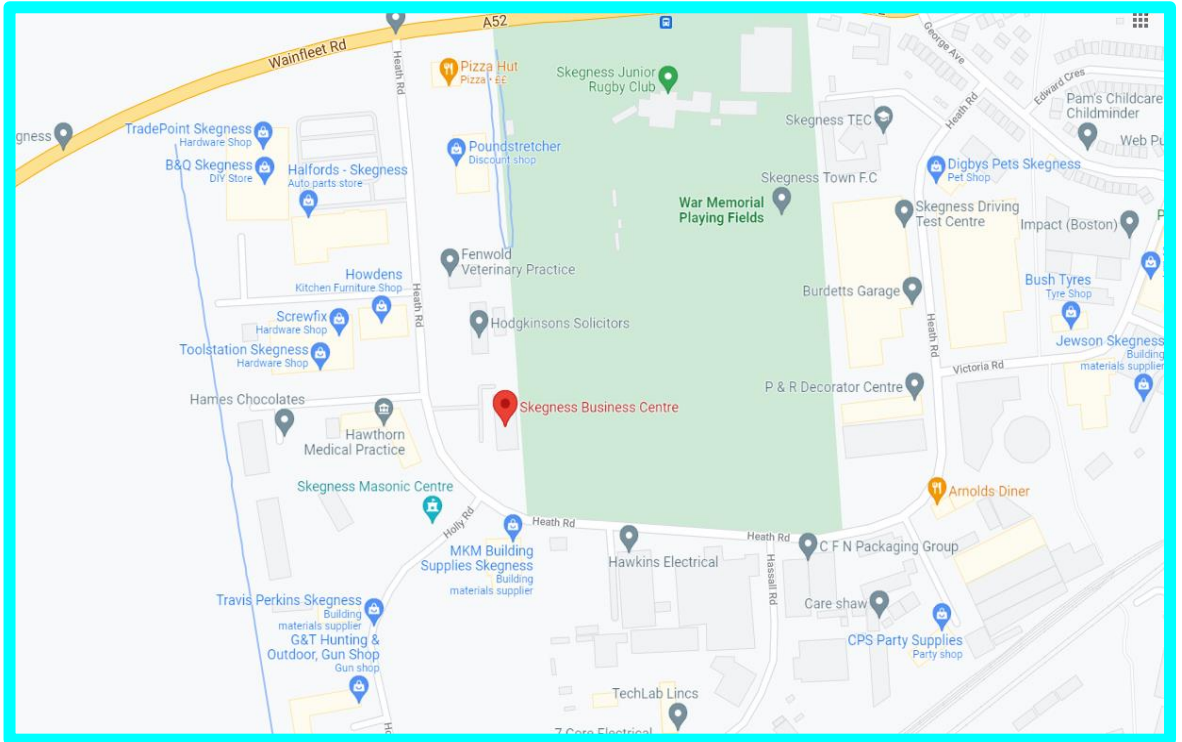 A52
Wainfleet Rd
Heath Rd
Pizza Hut
Pizza · ££
Skegness Junior
Rugby Club
George Ave
Edward Cres
Heath Rd
Pam's Childcare
Childminder
gness
TradePoint Skegness
Hardware Shop
B&Q Skegness
DIY Store
Halfords - Skegness
Auto parts store
Poundstretcher
Discount shop
Skegness TEC
Web Pu
Digbys Pets Skegness
Pet Shop
Skegness Town F.C
War Memorial
Playing Fields
Skegness Driving
Test Centre
Impact (Boston)
P
Fenwold
Veterinary Practice
Howdens
Kitchen Furniture Shop
Heath Rd
Burdetts Garage
Bush Tyres
Tyre Shop
Screwfix
Hardware Shop
Hodgkinsons Solicitors
Heath Rd
Toolstation Skegness
Hardware Shop
Jewson Skegness
Building
materials supplier
Victoria Rd
Hames Chocolates
P & R Decorator Centre
Skegness Business Centre
Hawthorn
Medical Practice
Skegness Masonic Centre
Arnolds Diner
Holly Rd
Heath Rd
Heath Rd
MKM Building
Supplies Skegness
Building
materials supplier
Hawkins Electrical
C F N Packaging Group
Hassall Rd
Travis Perkins Skegness
Building
materials supplier
Care shaw
G&T Hunting &
Outdoor, Gun Shop
Gun shop
CPS Party Supplies
Party shop
TechLab Lincs
Ho
7 Core Electrical